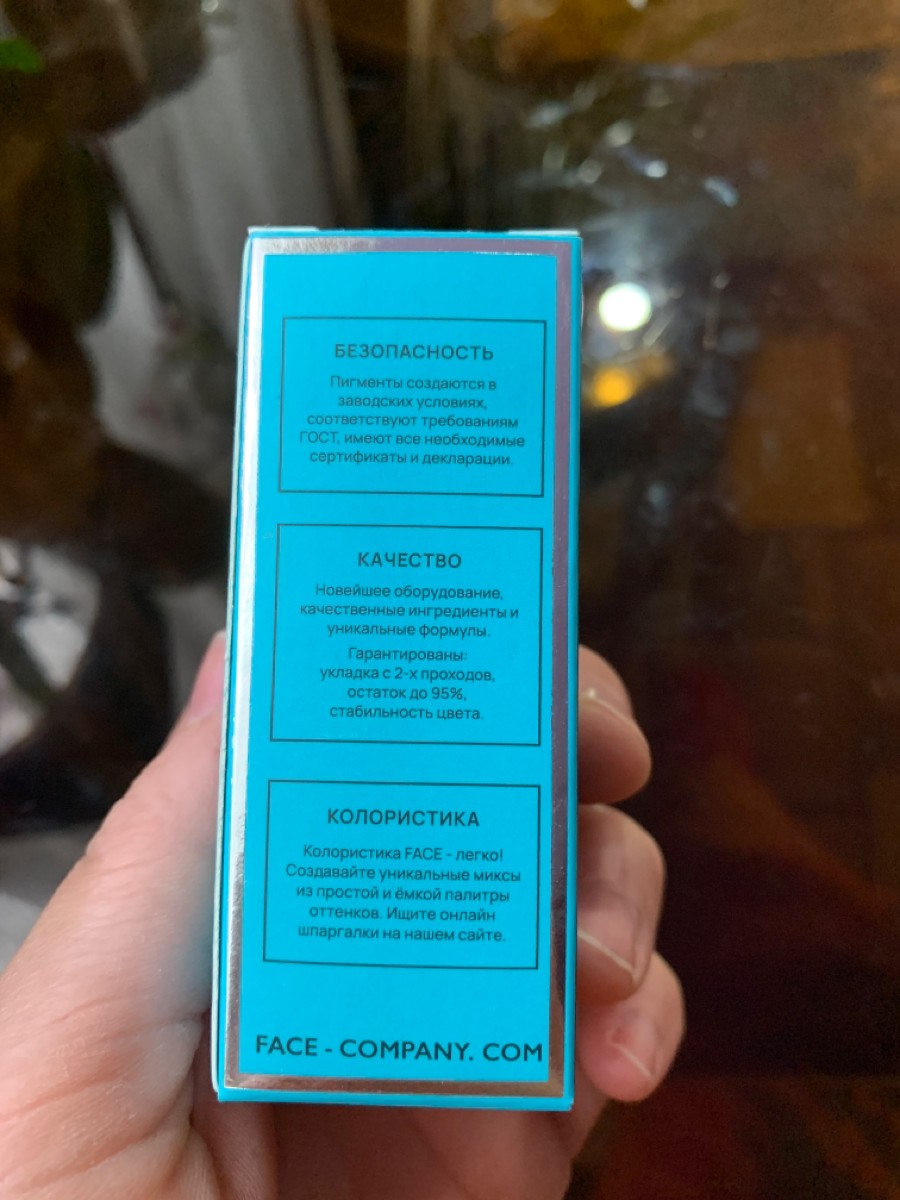 БЕЗОПАСНОСТЬ
Пигменты создаются в
заводских условиях,
соответствуют требованиям
ГОСТ, имеют все необходимые
сертификаты и декларации.
КАЧЕСТВО
Новейшее оборудование,
качественные ингредиенты и
уникальные формулы.
Гарантированы:
укладка с 2-х проходов,
остаток до 95%,
стабильность цвета.
КОЛОРИСТИКА
Колористика FACE - легко!
Создавайте уникальные миксы
из простой и ёмкой палитры
оттенков. Ищите онлайн
шпаргалки на нашем сайте.
FACE - COMPANY. COM